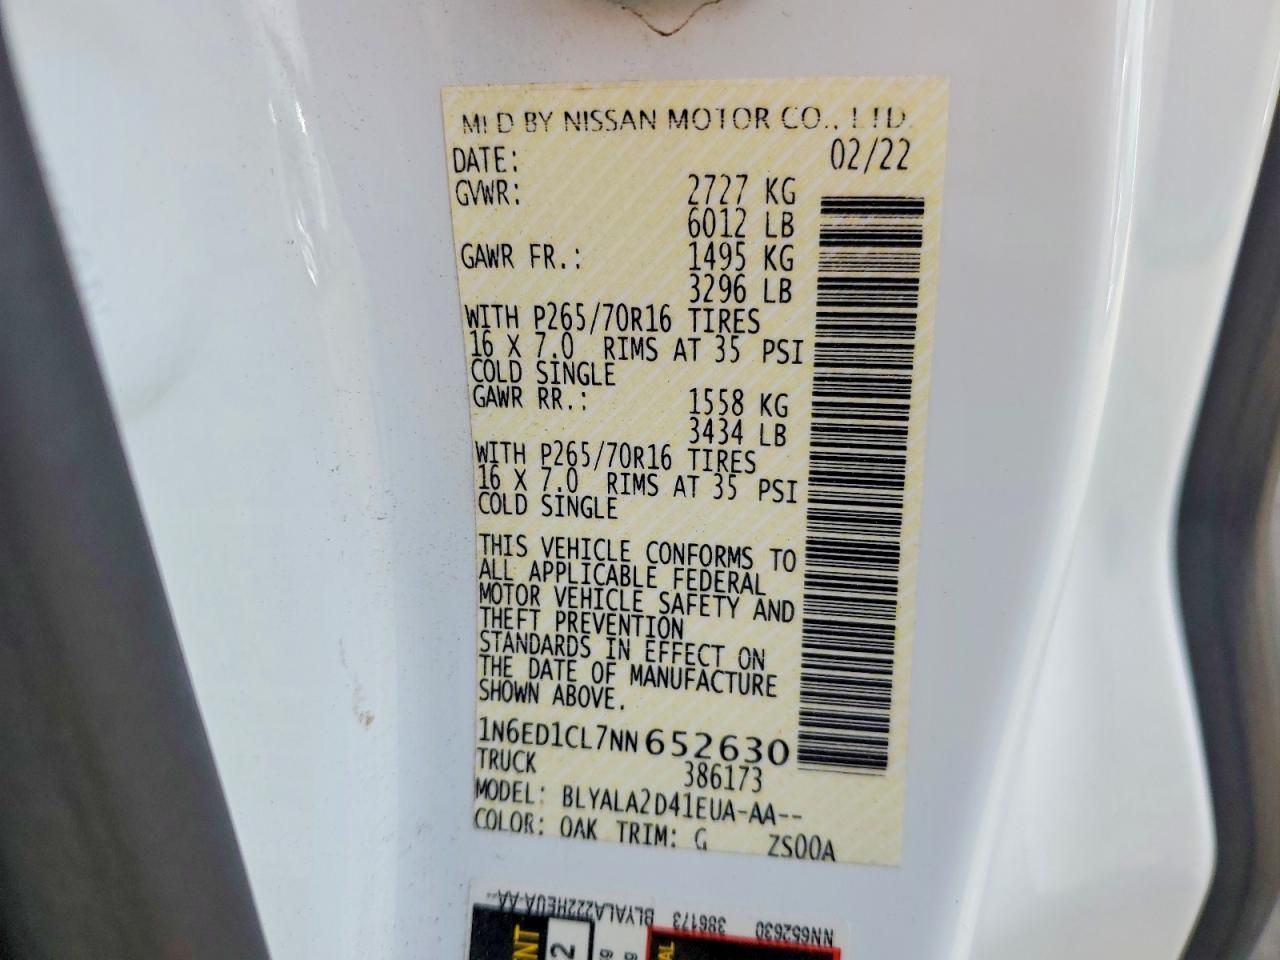 MFD BY NISSAN MOTOR CO., LTD.
DATE: 02/22
GVWR: 2727 KG
6012 LB
GAWR FR.: 1495 KG
3296 LB
WITH P265/70R16 TIRES
16 X 7.0 RIMS AT 35 PSI
COLD SINGLE
GAWR RR.: 1558 KG
3434 LB
WITH P265/70R16 TIRES
16 X 7.0 RIMS AT 35 PSI
COLD SINGLE
THIS VEHICLE CONFORMS TO
ALL APPLICABLE FEDERAL
MOTOR VEHICLE SAFETY AND
THEFT PREVENTION
STANDARDS IN EFFECT ON
THE DATE OF MANUFACTURE
SHOWN ABOVE.
1N6ED1CL7NN652630
TRUCK 386173
MODEL: BLYALA2D41EUA-AA--
COLOR: QAK TRIM: G ZS00A
NN652630 386173 BLYALA222HEUA-AA--